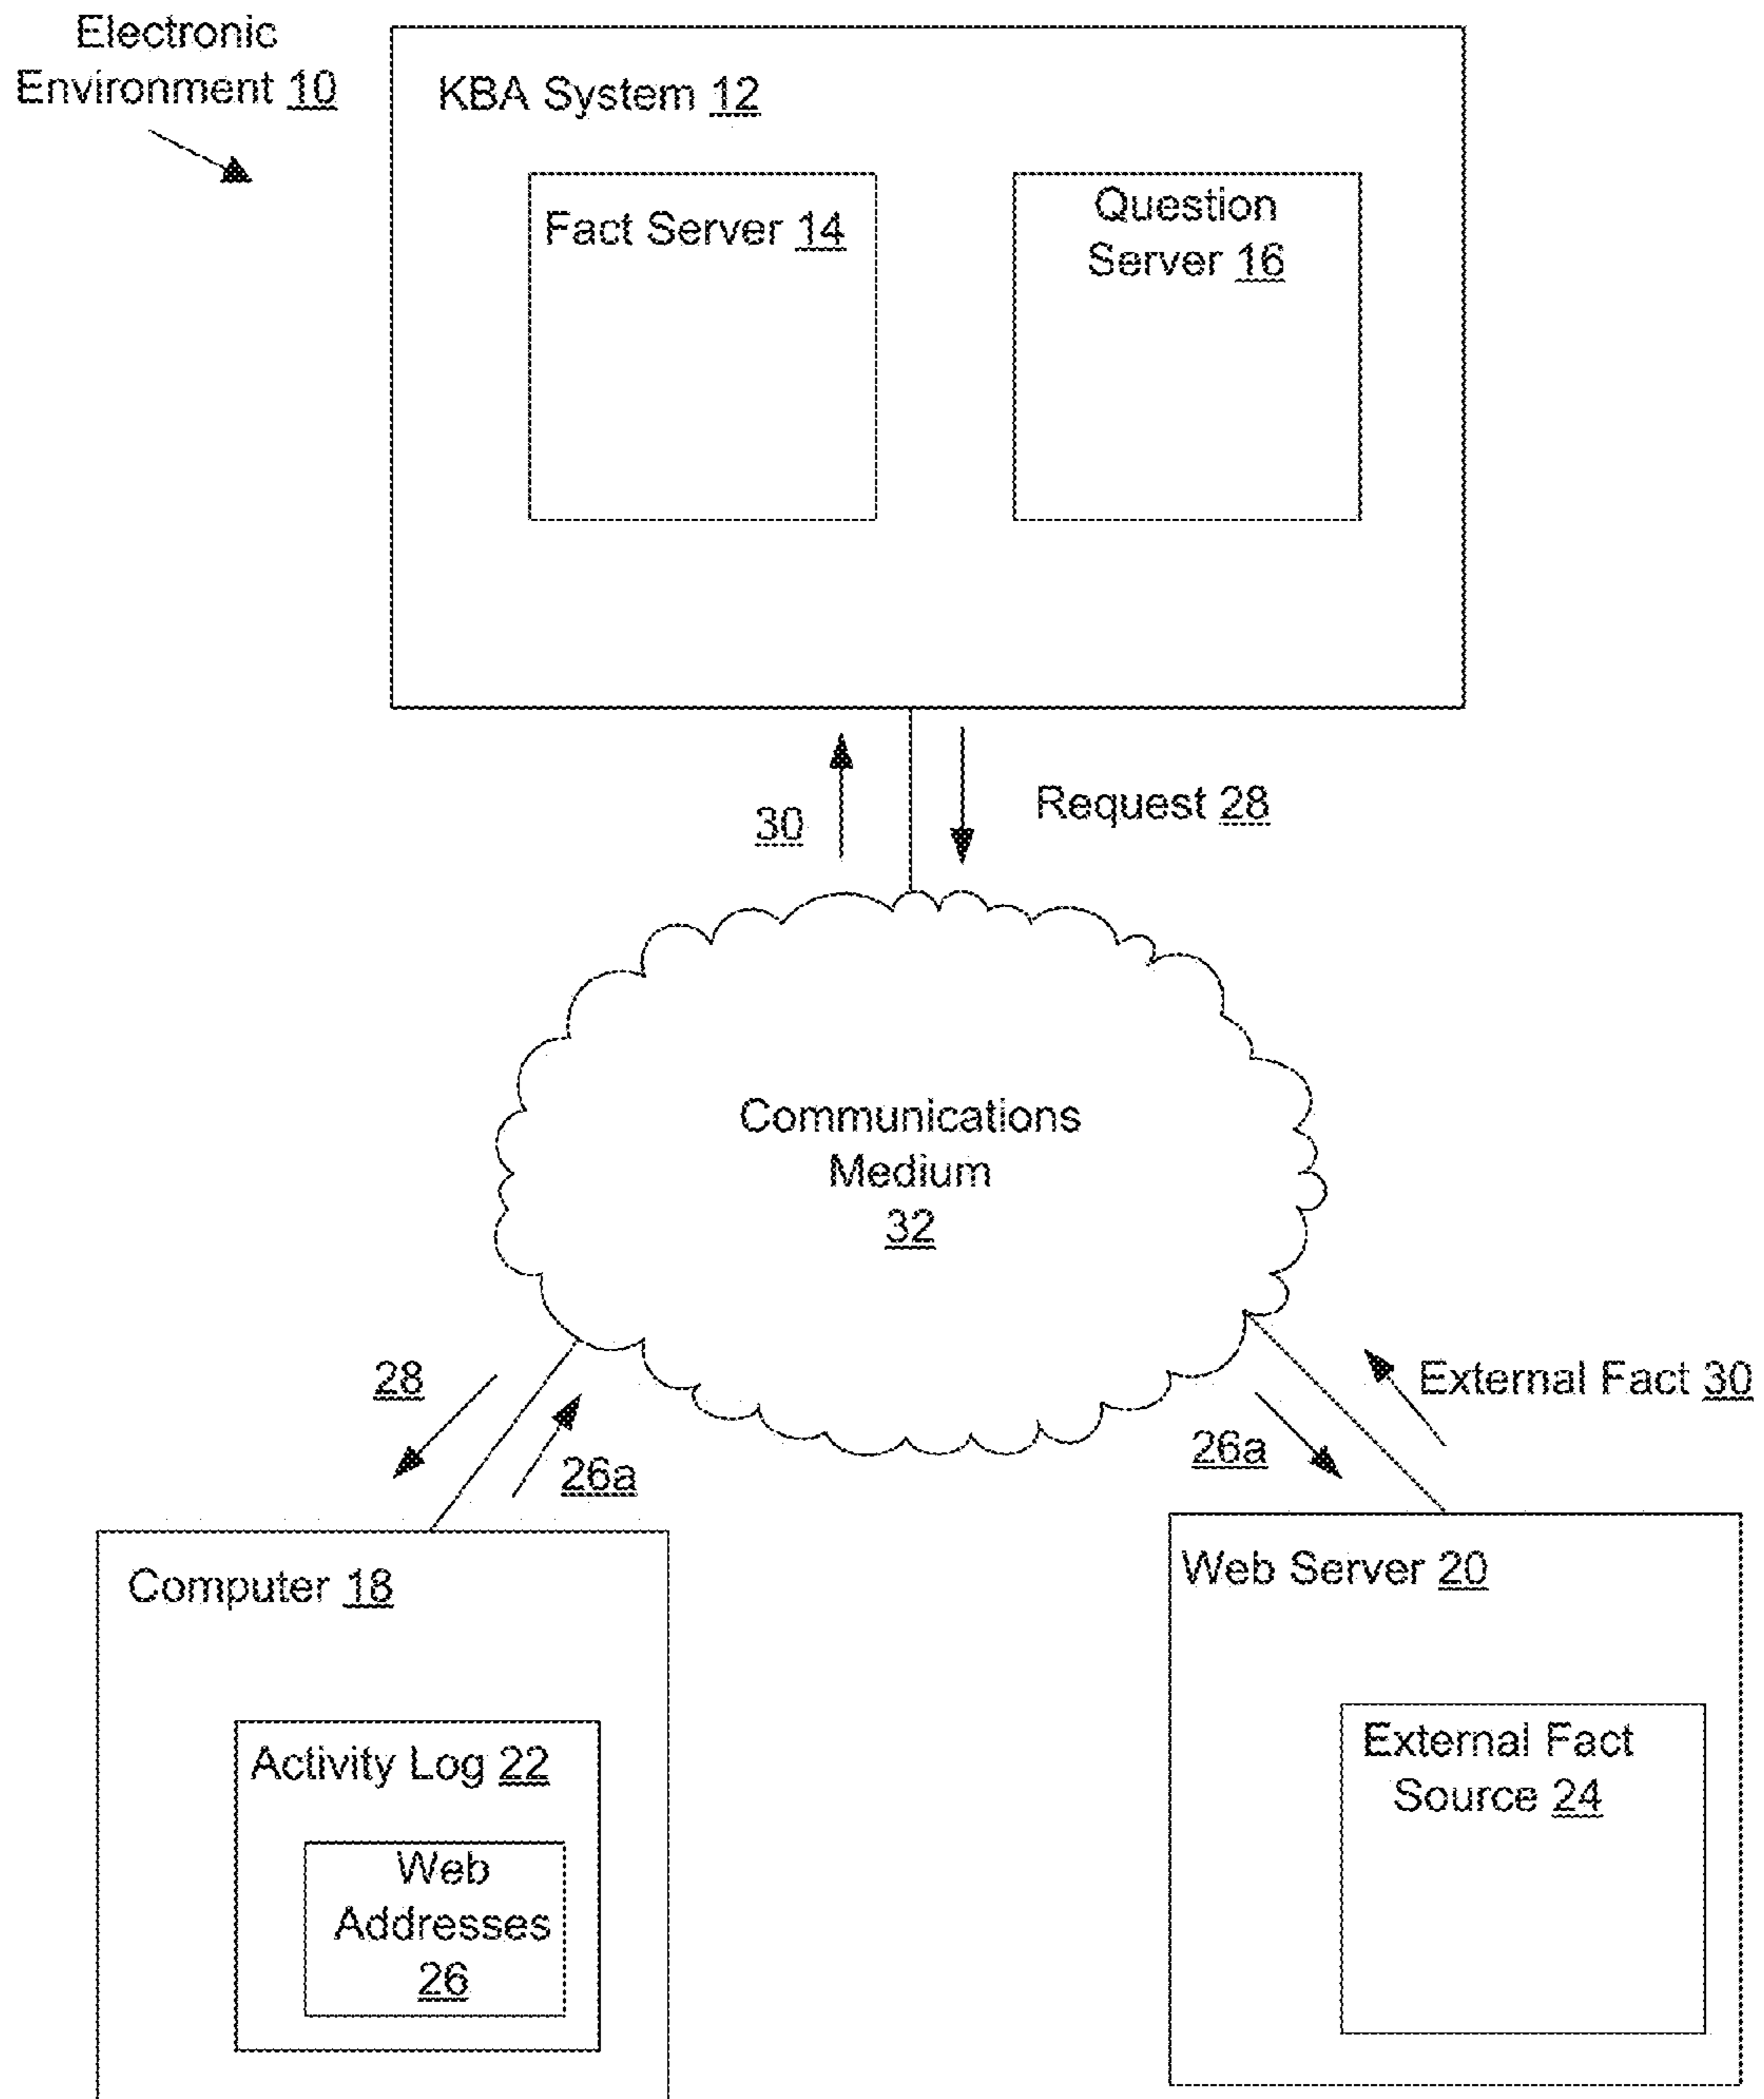 Electronic
Environment 10
KBA System 12
Fact Server 14
Question
Server 16
30
Request 28
Communications
Medium
32
28
26a
26a
External Fact 30
Computer 18
Activity Log 22
Web
Addresses
26
Web Server 20
External Fact
Source 24